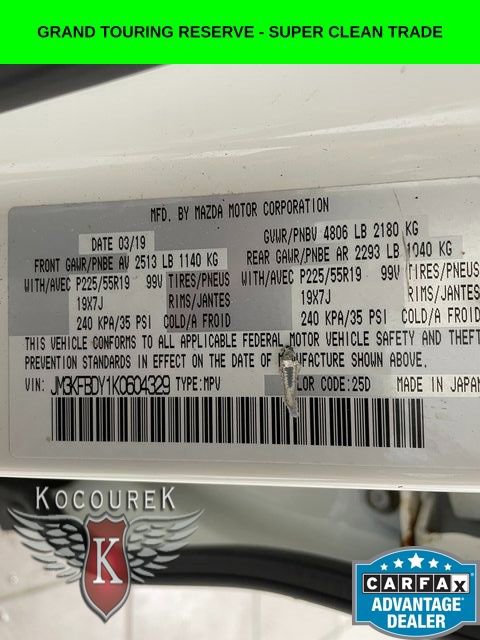 GRAND TOURING RESERVE - SUPER CLEAN TRADE
MFD. BY MAZDA MOTOR CORPORATION
DATE 03/19
GVWR/PNBV 4806 LB 2180 KG
FRONT GAWR/PNBE AV 2513 LB 1140 KG
REAR GAWR/PNBE AR 2293 LB 1040 KG
WITH/AVEC P225/55R19 99V TIRES/PNEUS
WITH/AVEC P225/55R19 99V TIRES/PNEUS
19X7J RIMS/JANTES
19X7J RIMS/JANTES
240 KPA/35 PSI COLD/A FROID
240 KPA/35 PSI COLD/A FROID
THIS VEHICLE CONFORMS TO ALL APPLICABLE FEDERAL MOTOR VEHICLE SAFETY AND THEFT
PREVENTION STANDARDS IN EFFECT ON THE DATE OF MANUFACTURE SHOWN ABOVE.
VIN: JM3KFBDY1K0604329 TYPE:MPV LOR CODE:25D MADE IN JAPAN
KOCOUREK
K
CARFAX
ADVANTAGE
DEALER